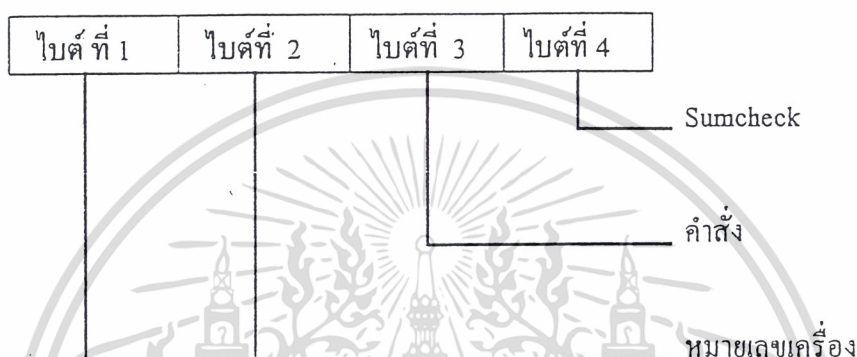 ไบต์ ที่ 1 ไบต์ที่ 2 ไบต์ที่ 3 ไบต์ที่ 4
Sumcheck
คำสั่ง
หมายเลขเครื่อง